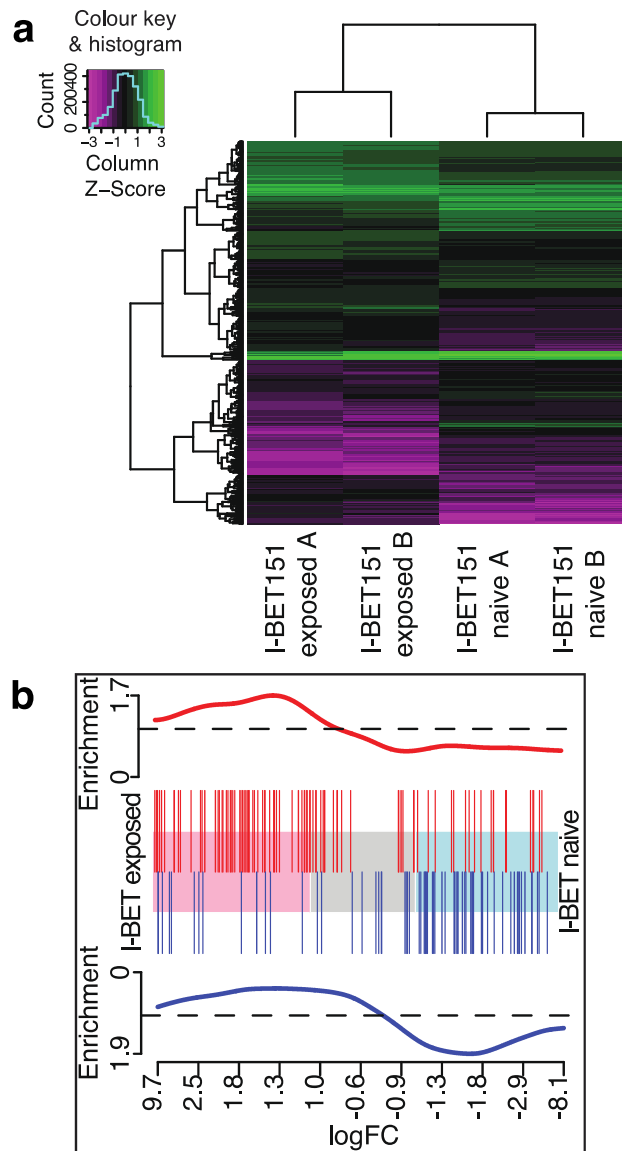 a
Colour key
& histogram
Count
0 200400
−3 −1 0 1 3
Column
Z−Score
I-BET151
exposed A
I-BET151
exposed B
I-BET151
naive A
I-BET151
naive B
b
Enrichment
0 1.7
I-BET exposed
I-BET naive
Enrichment
1.9 0
9.7 2.5 1.8 1.3 1.0 -0.6 -0.9 -1.3 -1.8 -2.9 -8.1
logFC